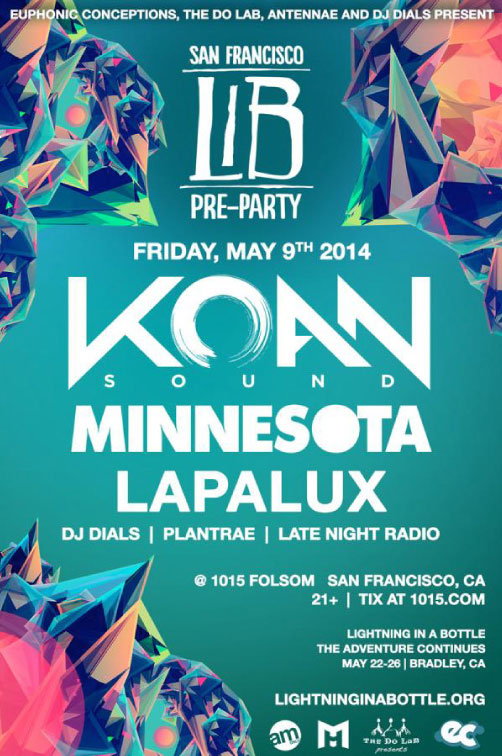 EUPHONIC CONCEPTIONS, THE DO LAB, ANTENNAE AND DJ DIALS PRESENT
SAN FRANCISCO
LIB
PRE-PARTY
FRIDAY, MAY 9TH 2014
KOAN
SOUND
MINNESOTA
LAPALUX
DJ DIALS | PLANTRAE | LATE NIGHT RADIO
@ 1015 FOLSOM SAN FRANCISCO, CA
21+ | TIX AT 1015.COM
LIGHTNING IN A BOTTLE
THE ADVENTURE CONTINUES
MAY 22-26 | BRADLEY, CA
LIGHTNINGINABOTTLE.ORG
am M THE DO LAB ec
presents